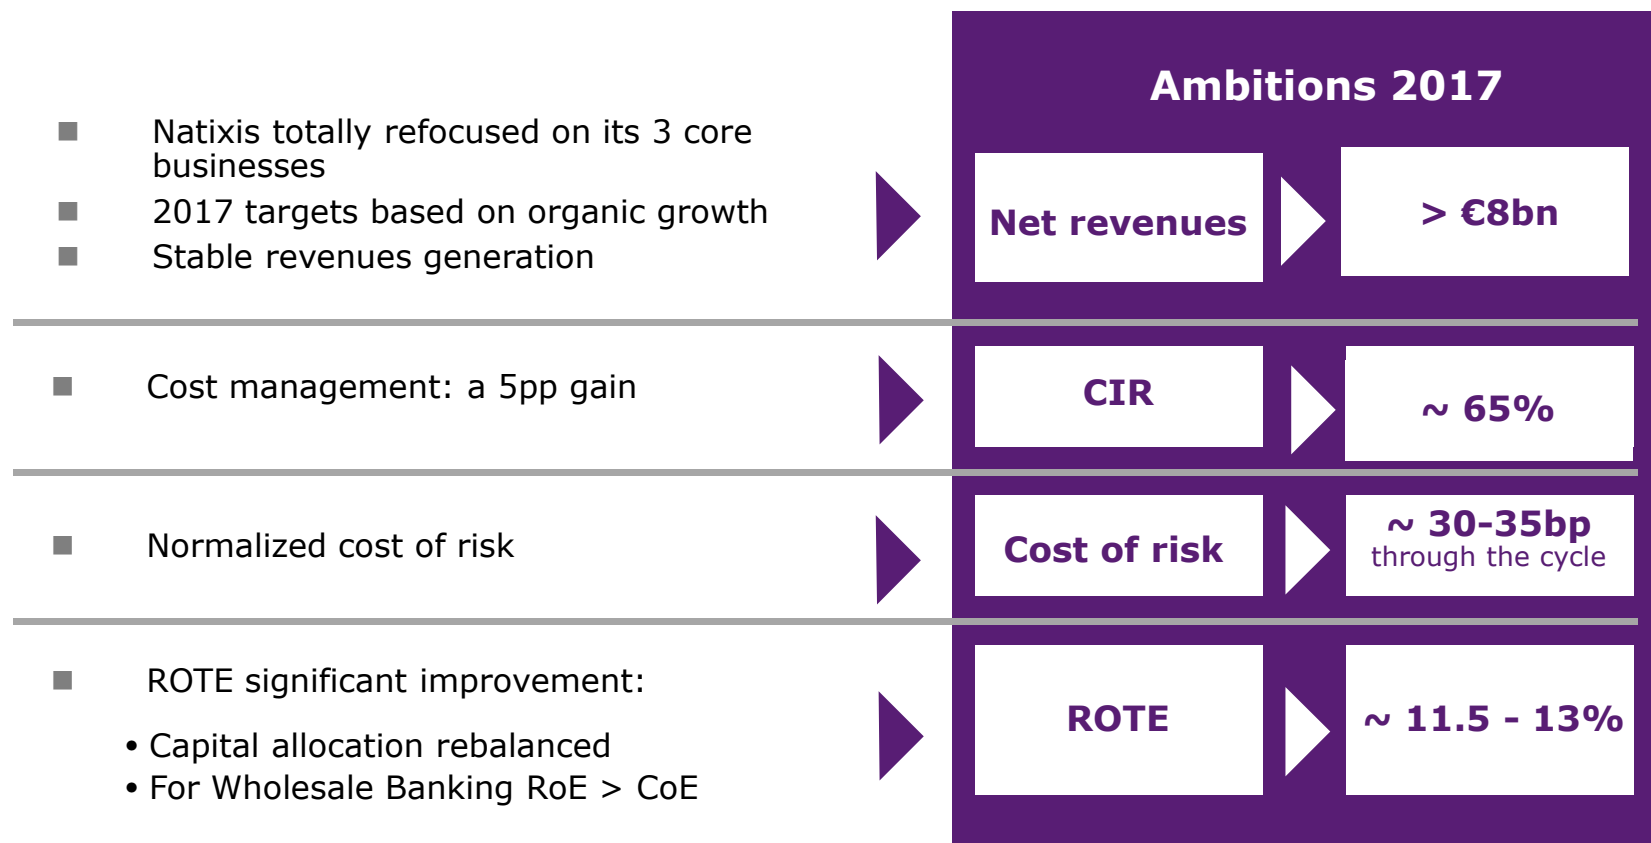 Ambitions 2017
Natixis totally refocused on its 3 core
businesses
2017 targets based on organic growth
Stable revenues generation
Net revenues
> €8bn
Cost management: a 5pp gain
CIR
~ 65%
Normalized cost of risk
Cost of risk
~ 30-35bp
through the cycle
ROTE significant improvement:
• Capital allocation rebalanced
• For Wholesale Banking RoE > CoE
ROTE
~ 11.5 - 13%